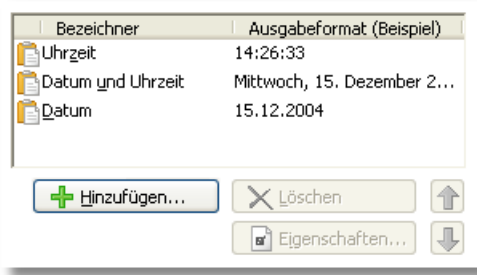 Bezeichner Ausgabeformat (Beispiel)
Uhrzeit 14:26:33
Datum und Uhrzeit Mittwoch, 15. Dezember 2...
Datum 15.12.2004
Hinzufügen... Löschen
Eigenschaften...